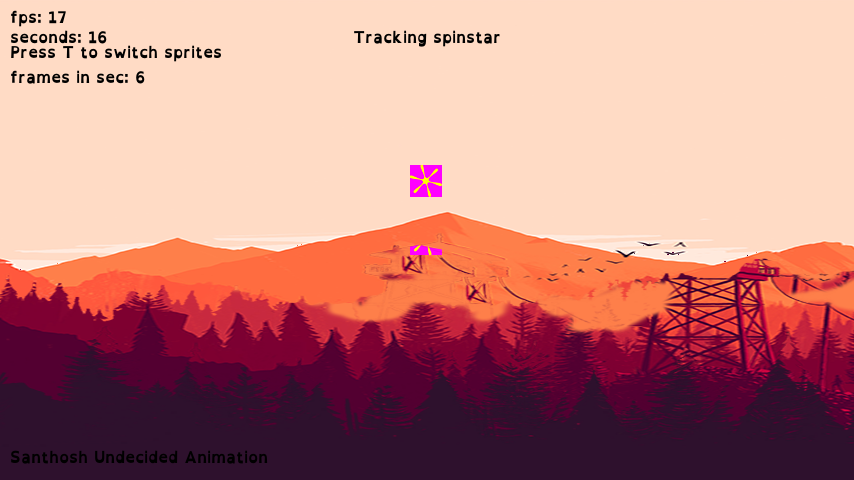 fps: 17
seconds: 16
Tracking spinstar
Press T to switch sprites
frames in sec: 6
Santhosh Undecided Animation